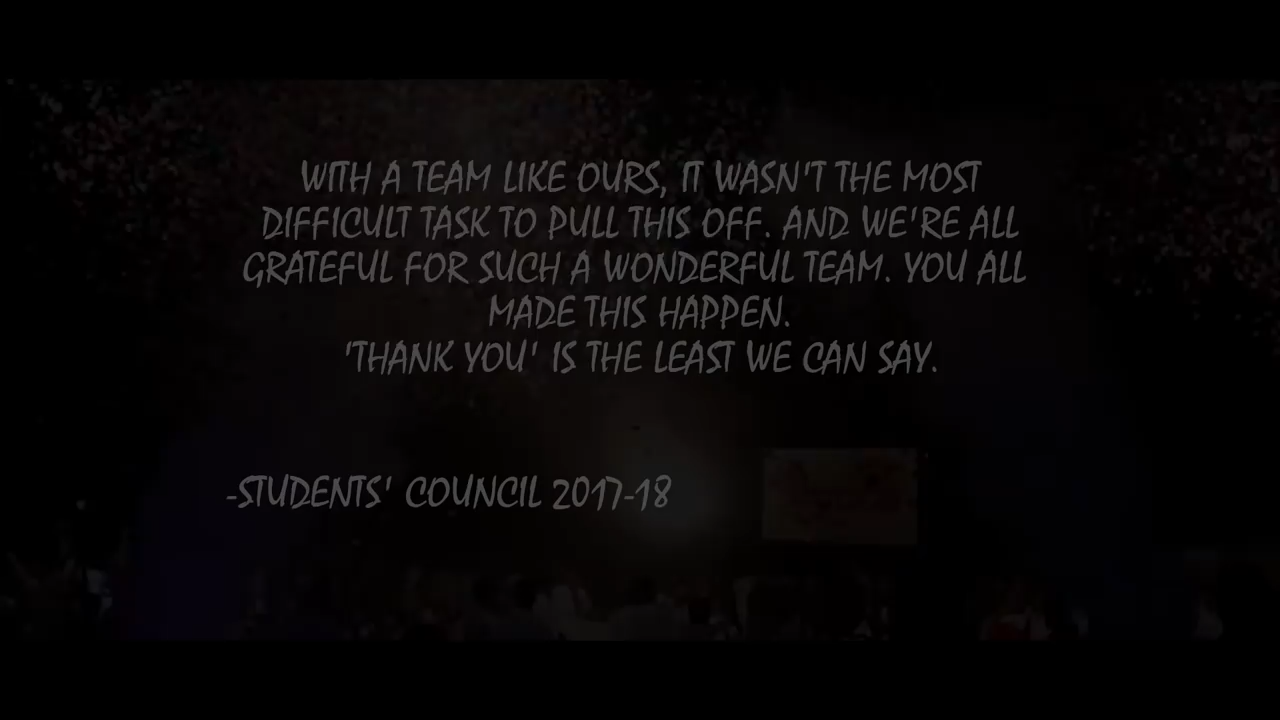 WITH A TEAM LIKE OURS, IT WASN'T THE MOST
DIFFICULT TASK TO PULL THIS OFF. AND WE'RE ALL
GRATEFUL FOR SUCH A WONDERFUL TEAM. YOU ALL
MADE THIS HAPPEN.
'THANK YOU' IS THE LEAST WE CAN SAY.
-STUDENTS' COUNCIL 2017-18